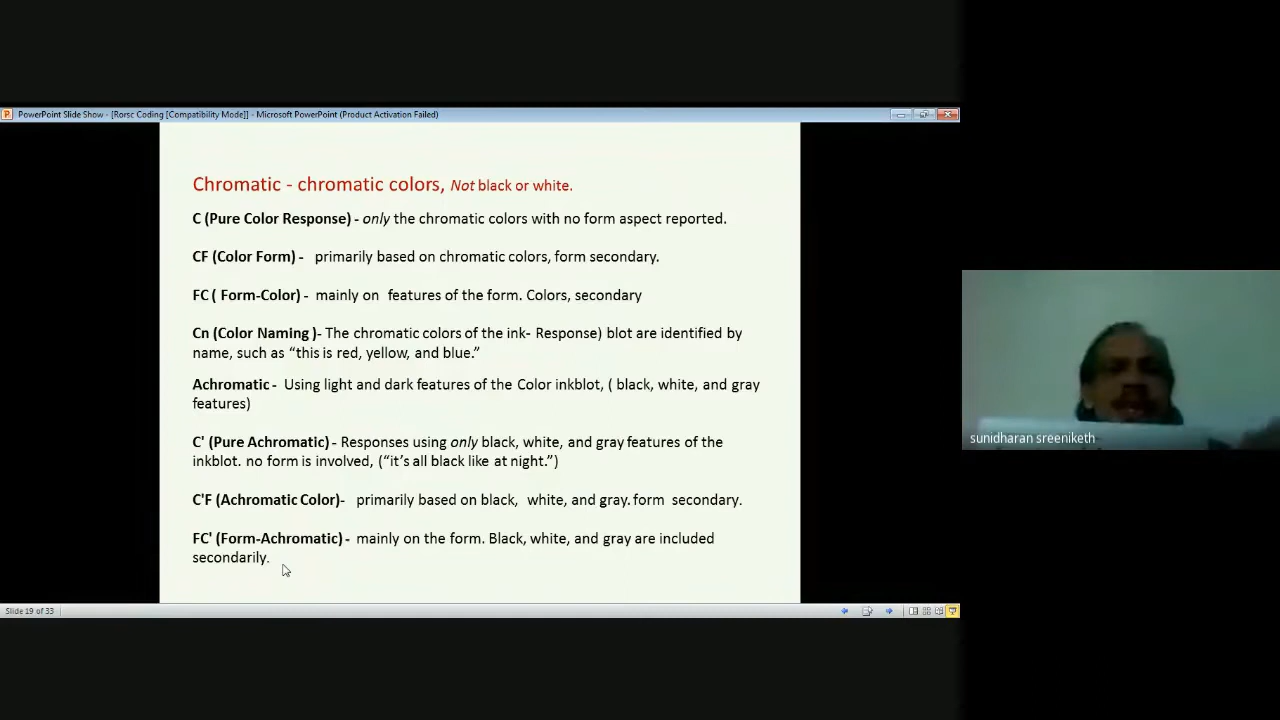 PowerPoint Slide Show - [Rorsc Coding [Compatibility Mode]] - Microsoft PowerPoint (Product Activation Failed)
Chromatic - chromatic colors, Not black or white.
C (Pure Color Response) - only the chromatic colors with no form aspect reported.
CF (Color Form) - primarily based on chromatic colors, form secondary.
FC ( Form-Color) - mainly on features of the form. Colors, secondary
Cn (Color Naming )- The chromatic colors of the ink- Response) blot are identified by
name, such as “this is red, yellow, and blue.”
Achromatic - Using light and dark features of the Color inkblot, ( black, white, and gray
features)
C' (Pure Achromatic) - Responses using only black, white, and gray features of the
inkblot. no form is involved, (“it’s all black like at night.”)
C'F (Achromatic Color)- primarily based on black, white, and gray. form secondary.
FC' (Form-Achromatic) - mainly on the form. Black, white, and gray are included
secondarily.
sunidharan sreeniketh
Slide 19 of 33